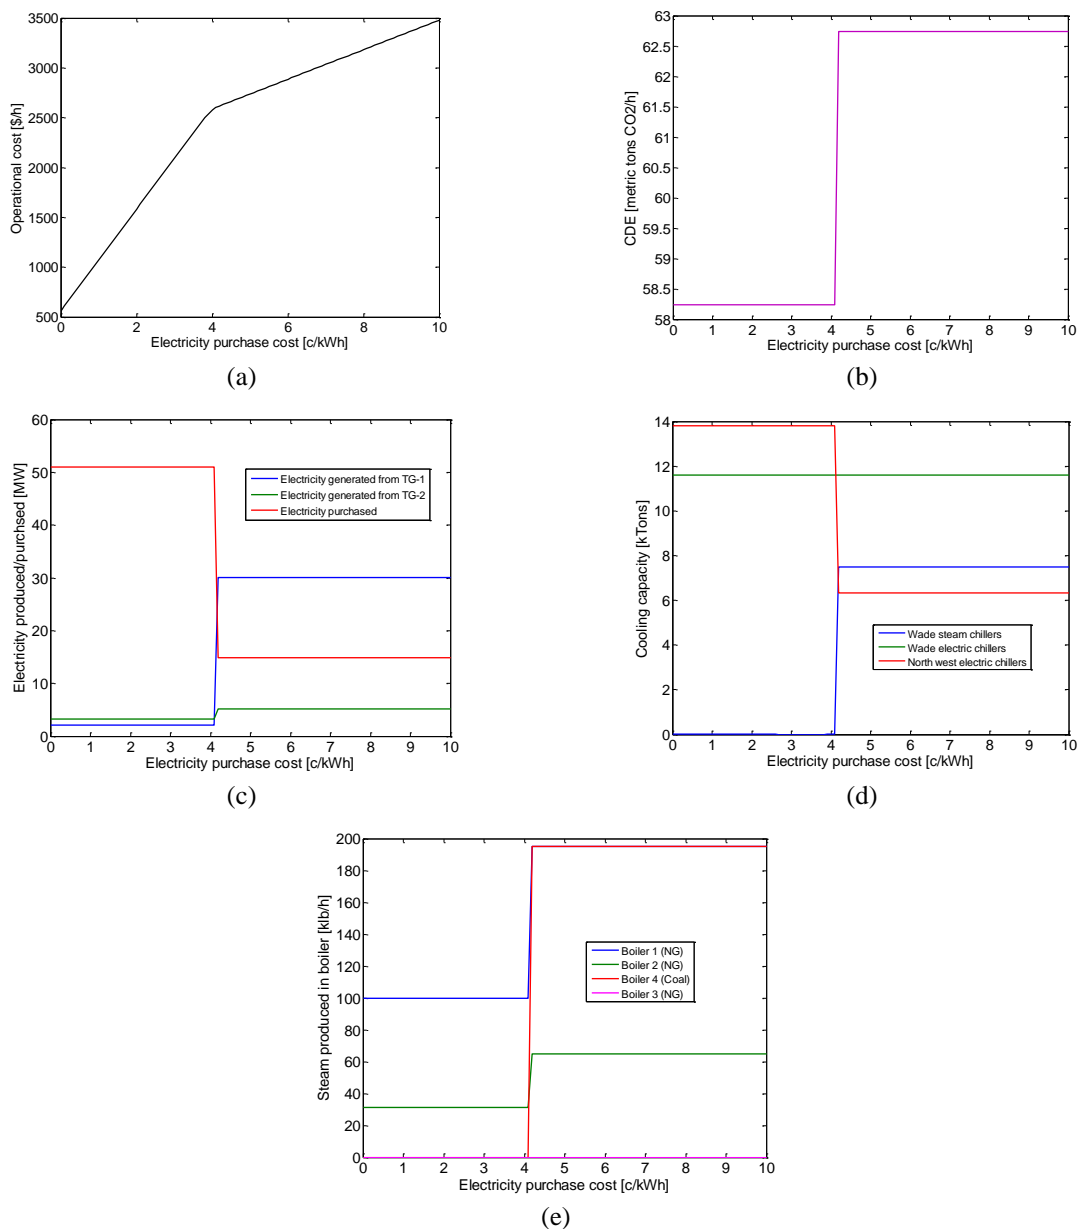 3500
3000
2500
2000
1500
1000
500
0 2 4 6 8 10
Operational cost [$/h]
Electricity purchase cost [c/kWh]
(a)
63
62.5
62
61.5
61
60.5
60
59.5
59
58.5
58
0 1 2 3 4 5 6 7 8 9 10
CDE [metric tons CO2/h]
Electricity purchase cost [c/kWh]
(b)
60
50
40
30
20
10
0
0 1 2 3 4 5 6 7 8 9 10
Electricity produced/purchsed [MW]
Electricity generated from TG-1
Electricity generated from TG-2
Electricity purchased
Electricity purchase cost [c/kWh]
(c)
14
12
10
8
6
4
2
0
0 1 2 3 4 5 6 7 8 9 10
Cooling capacity [kTons]
Wade steam chillers
Wade electric chillers
North west electric chillers
Electricity purchase cost [c/kWh]
(d)
200
180
160
140
120
100
80
60
40
20
0
0 1 2 3 4 5 6 7 8 9 10
Steam produced in boiler [klb/h]
Boiler 1 (NG)
Boiler 2 (NG)
Boiler 4 (Coal)
Boiler 3 (NG)
Electricity purchase cost [c/kWh]
(e)